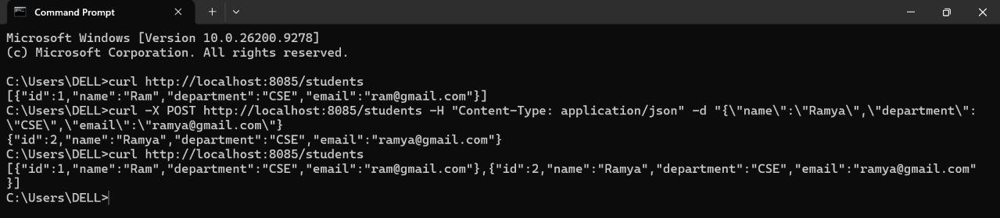 Command Prompt
Microsoft Windows [Version 10.0.26200.9278]
(c) Microsoft Corporation. All rights reserved.
C:\Users\DELL>curl http://localhost:8085/students
[{"id":1,"name":"Ram","department":"CSE","email":"ram@gmail.com"}]
C:\Users\DELL>curl -X POST http://localhost:8085/students -H "Content-Type: application/json" -d "{\"name\":\"Ramya\",\"department\":
\"CSE\",\"email\":\"ramya@gmail.com\"}
{"id":2,"name":"Ramya","department":"CSE","email":"ramya@gmail.com"}
C:\Users\DELL>curl http://localhost:8085/students
[{"id":1,"name":"Ram","department":"CSE","email":"ram@gmail.com"},{"id":2,"name":"Ramya","department":"CSE","email":"ramya@gmail.com"
}]
C:\Users\DELL>